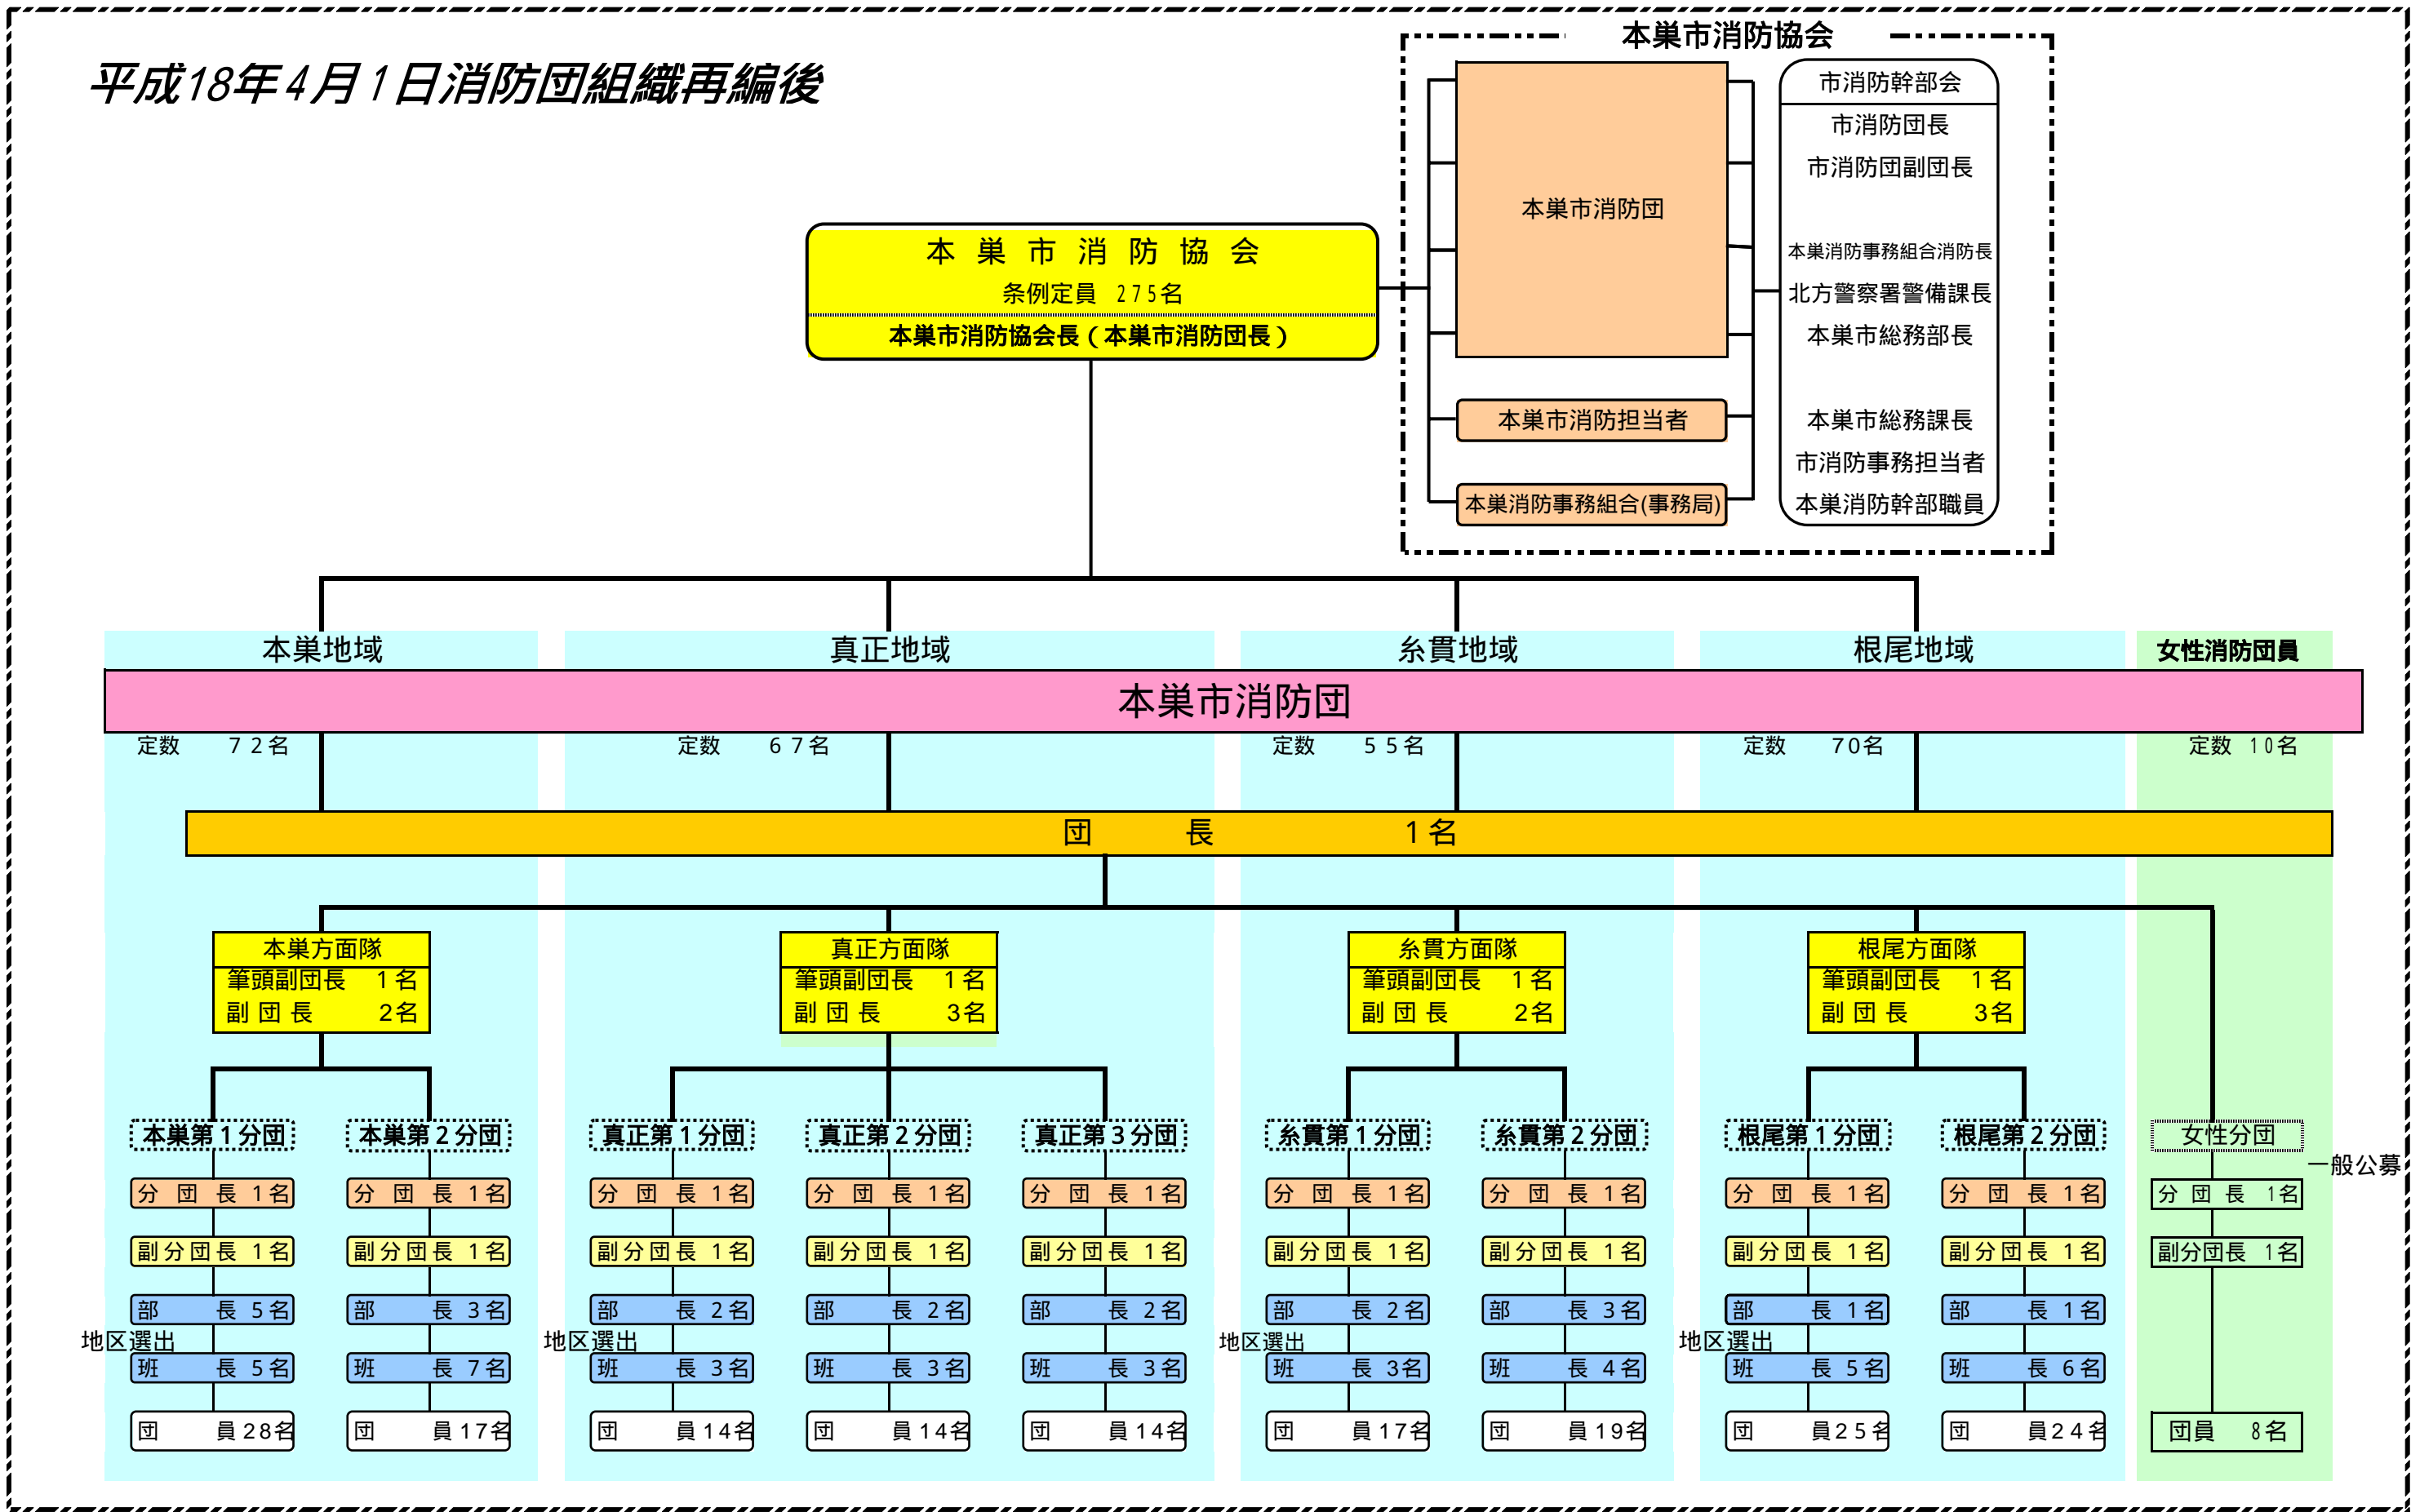 平成18年4月1日消防団組織再編後
本巣市消防協会
市消防幹部会
市消防団長
市消防団副団長
本巣消防事務組合消防長
北方警察署警備課長
本巣市総務部長
本巣市総務課長
市消防事務担当者
本巣消防幹部職員
本巣市消防団
本巣市消防担当者
本巣消防事務組合(事務局)
本 巣 市 消 防 協 会
条例定員 275名
本巣市消防協会長(本巣市消防団長)
本巣地域 真正地域 糸貫地域 根尾地域 女性消防団員
本巣市消防団
定数 72名 定数 67名 定数 55名 定数 70名 定数 10名
団 長 1名
本巣方面隊 真正方面隊 糸貫方面隊 根尾方面隊
筆頭副団長 1名 筆頭副団長 1名 筆頭副団長 1名 筆頭副団長 1名
副団長 2名 副団長 3名 副団長 2名 副団長 3名
本巣第1分団 本巣第2分団 真正第1分団 真正第2分団 真正第3分団 糸貫第1分団 糸貫第2分団 根尾第1分団 根尾第2分団 女性分団
一般公募
分団長1名 分団長1名 分団長1名 分団長1名 分団長1名 分団長1名 分団長1名 分団長1名 分団長1名 分団長 1名
副分団長1名 副分団長1名 副分団長1名 副分団長1名 副分団長1名 副分団長1名 副分団長1名 副分団長1名 副分団長1名 副分団長 1名
部 長5名 部 長3名 部 長2名 部 長2名 部 長2名 部 長2名 部 長3名 部 長1名 部 長1名
地区選出 地区選出 地区選出 地区選出
班 長5名 班 長7名 班 長3名 班 長3名 班 長3名 班 長3名 班 長4名 班 長5名 班 長6名
団 員28名 団 員17名 団 員14名 団 員14名 団 員14名 団 員17名 団 員19名 団 員25名 団 員24名 団員 8名